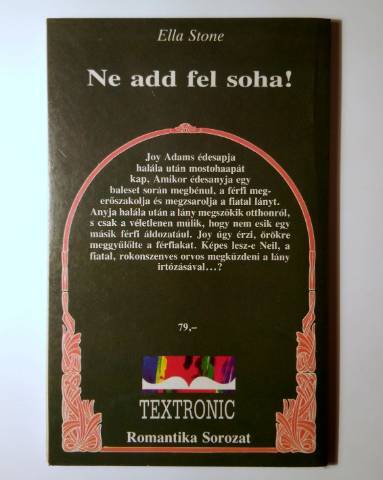 Ella Stone
Ne add fel soha!
Joy Adams édesapja
halála után mostohaapát
kap, Amikor édesanyja egy
baleset során megbénul, a férfi meg-
erőszakolja és megzsarolja a fiatal lányt.
Anyja halála után a lány megszökik otthonról,
s csak a véletlenen múlik, hogy nem esik egy
másik férfi áldozatául. Joy úgy érzi, örökre
meggyűlölte a férfiakat. Képes lesz-e Neil, a
fiatal, rokonszenves orvos megküzdeni a lány
irtózásával...?
79,–
TEXTRONIC
Romantika Sorozat